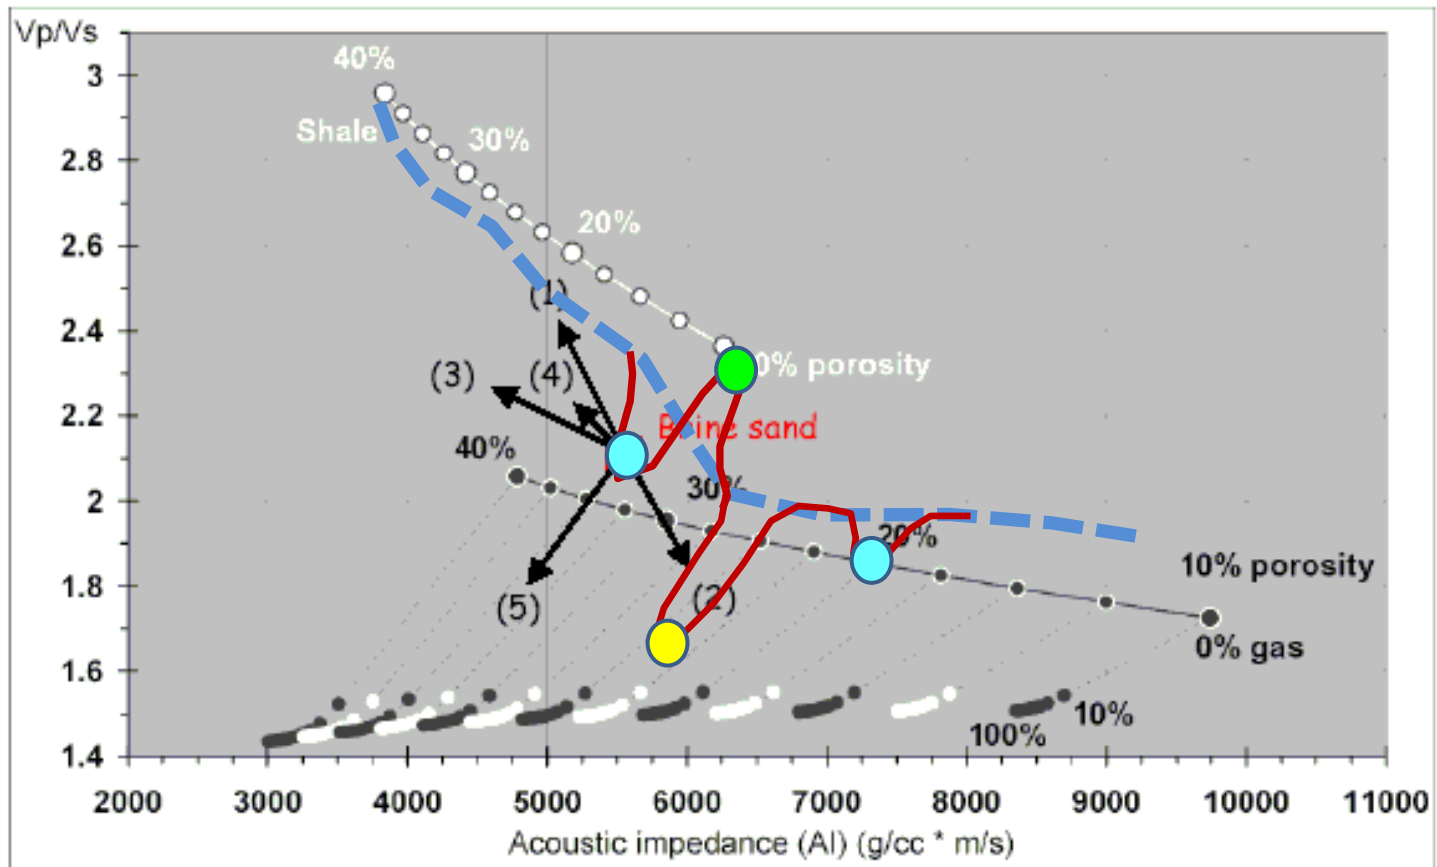 Vp/Vs
40%
3
Shale
30%
2.8
20%
2.6
(1)
2.4
(3)
(4)
0% porosity
2.2
Brine sand
40%
30%
2
20%
10% porosity
1.8
(5)
(2)
0% gas
1.6
10%
100%
1.4
2000 3000 4000 5000 6000 7000 8000 9000 10000 11000
Acoustic impedance (AI) (g/cc * m/s)